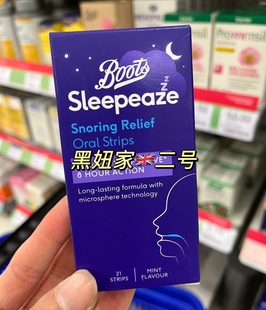 Boots
Sleepeaze
Snoring Relief
Oral Strips
黑妞家🇬🇧二号
8 HOUR ACTION
Long-lasting formula with
microsphere technology
21
STRIPS
MINT
FLAVOUR